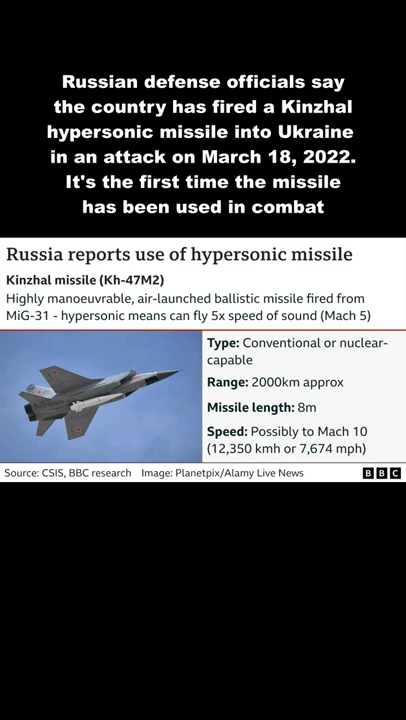 Russian defense officials say
the country has fired a Kinzhal
hypersonic missile into Ukraine
in an attack on March 18, 2022.
It's the first time the missile
has been used in combat
Russia reports use of hypersonic missile
Kinzhal missile (Kh-47M2)
Highly manoeuvrable, air-launched ballistic missile fired from
MiG-31 - hypersonic means can fly 5x speed of sound (Mach 5)
Type: Conventional or nuclear-
capable
Range: 2000km approx
Missile length: 8m
Speed: Possibly to Mach 10
(12,350 kmh or 7,674 mph)
Source: CSIS, BBC research Image: Planetpix/Alamy Live News BBC